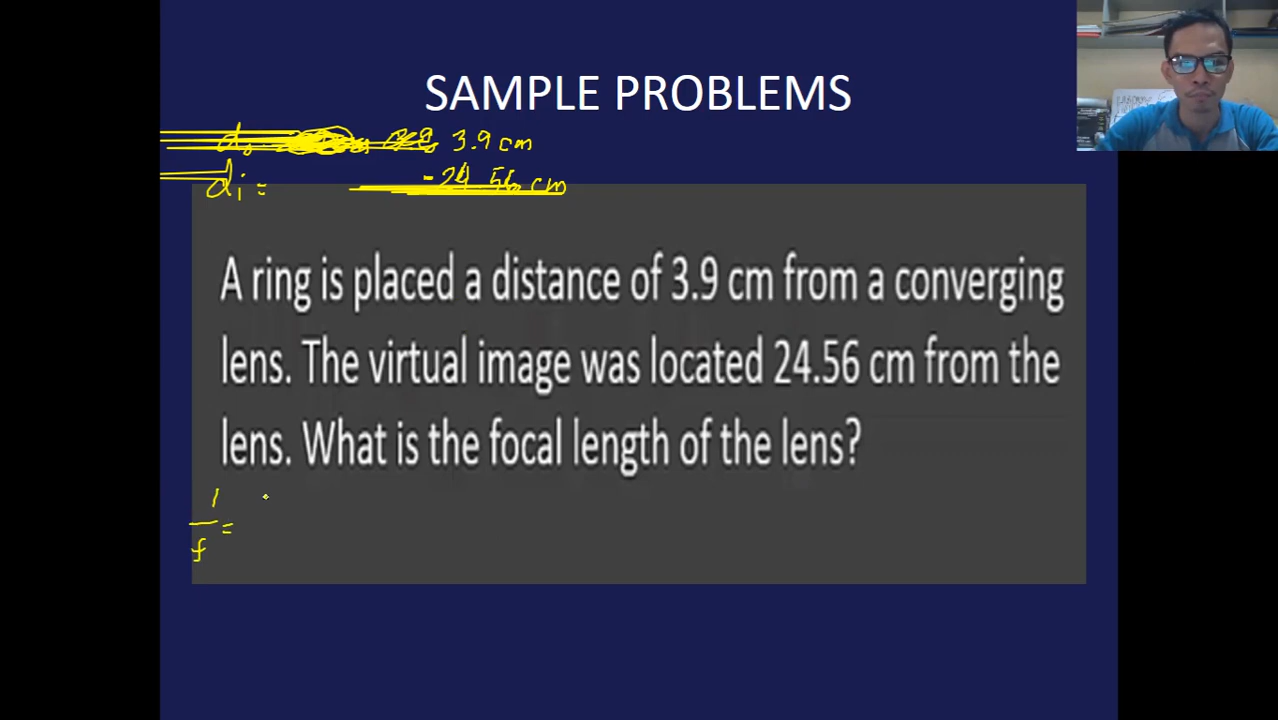 SAMPLE PROBLEMS
3.9 cm
di = -24.56 cm
A ring is placed a distance of 3.9 cm from a converging
lens. The virtual image was located 24.56 cm from the
lens. What is the focal length of the lens?
1
f =